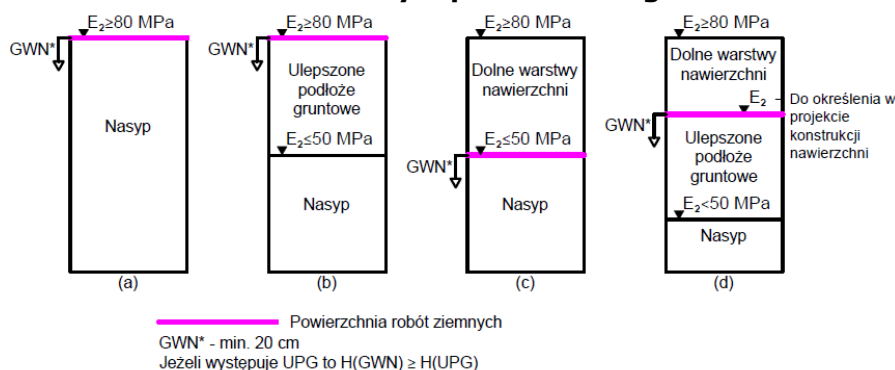 E₂≥80 MPa
GWN*
Nasyp
(a)
E₂≥80 MPa
GWN*
Ulepszone
podłoże
gruntowe
E₂≤50 MPa
Nasyp
(b)
E₂≥80 MPa
Dolne warstwy
nawierzchni
E₂≤50 MPa
GWN*
Nasyp
(c)
E₂≥80 MPa
Dolne warstwy
nawierzchni
E₂
Do określenia w
projekcie
konstrukcji
nawierzchni
GWN*
Ulepszone
podłoże
gruntowe
E₂<50 MPa
Nasyp
(d)
Powierzchnia robót ziemnych
GWN* - min. 20 cm
Jeżeli występuje UPG to H(GWN) ≥ H(UPG)